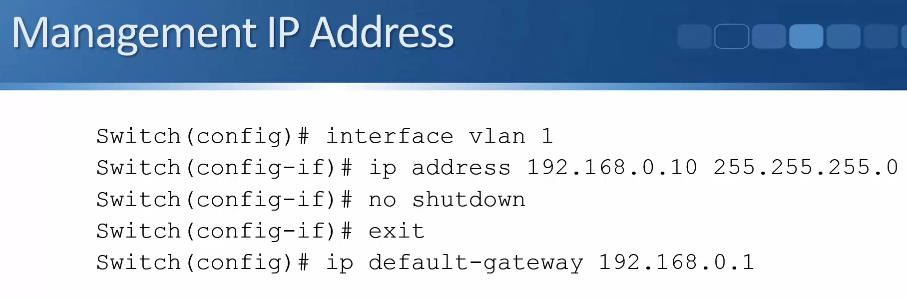 Management IP Address
Switch(config)# interface vlan 1
Switch(config-if)# ip address 192.168.0.10 255.255.255.0
Switch(config-if)# no shutdown
Switch(config-if)# exit
Switch(config)# ip default-gateway 192.168.0.1